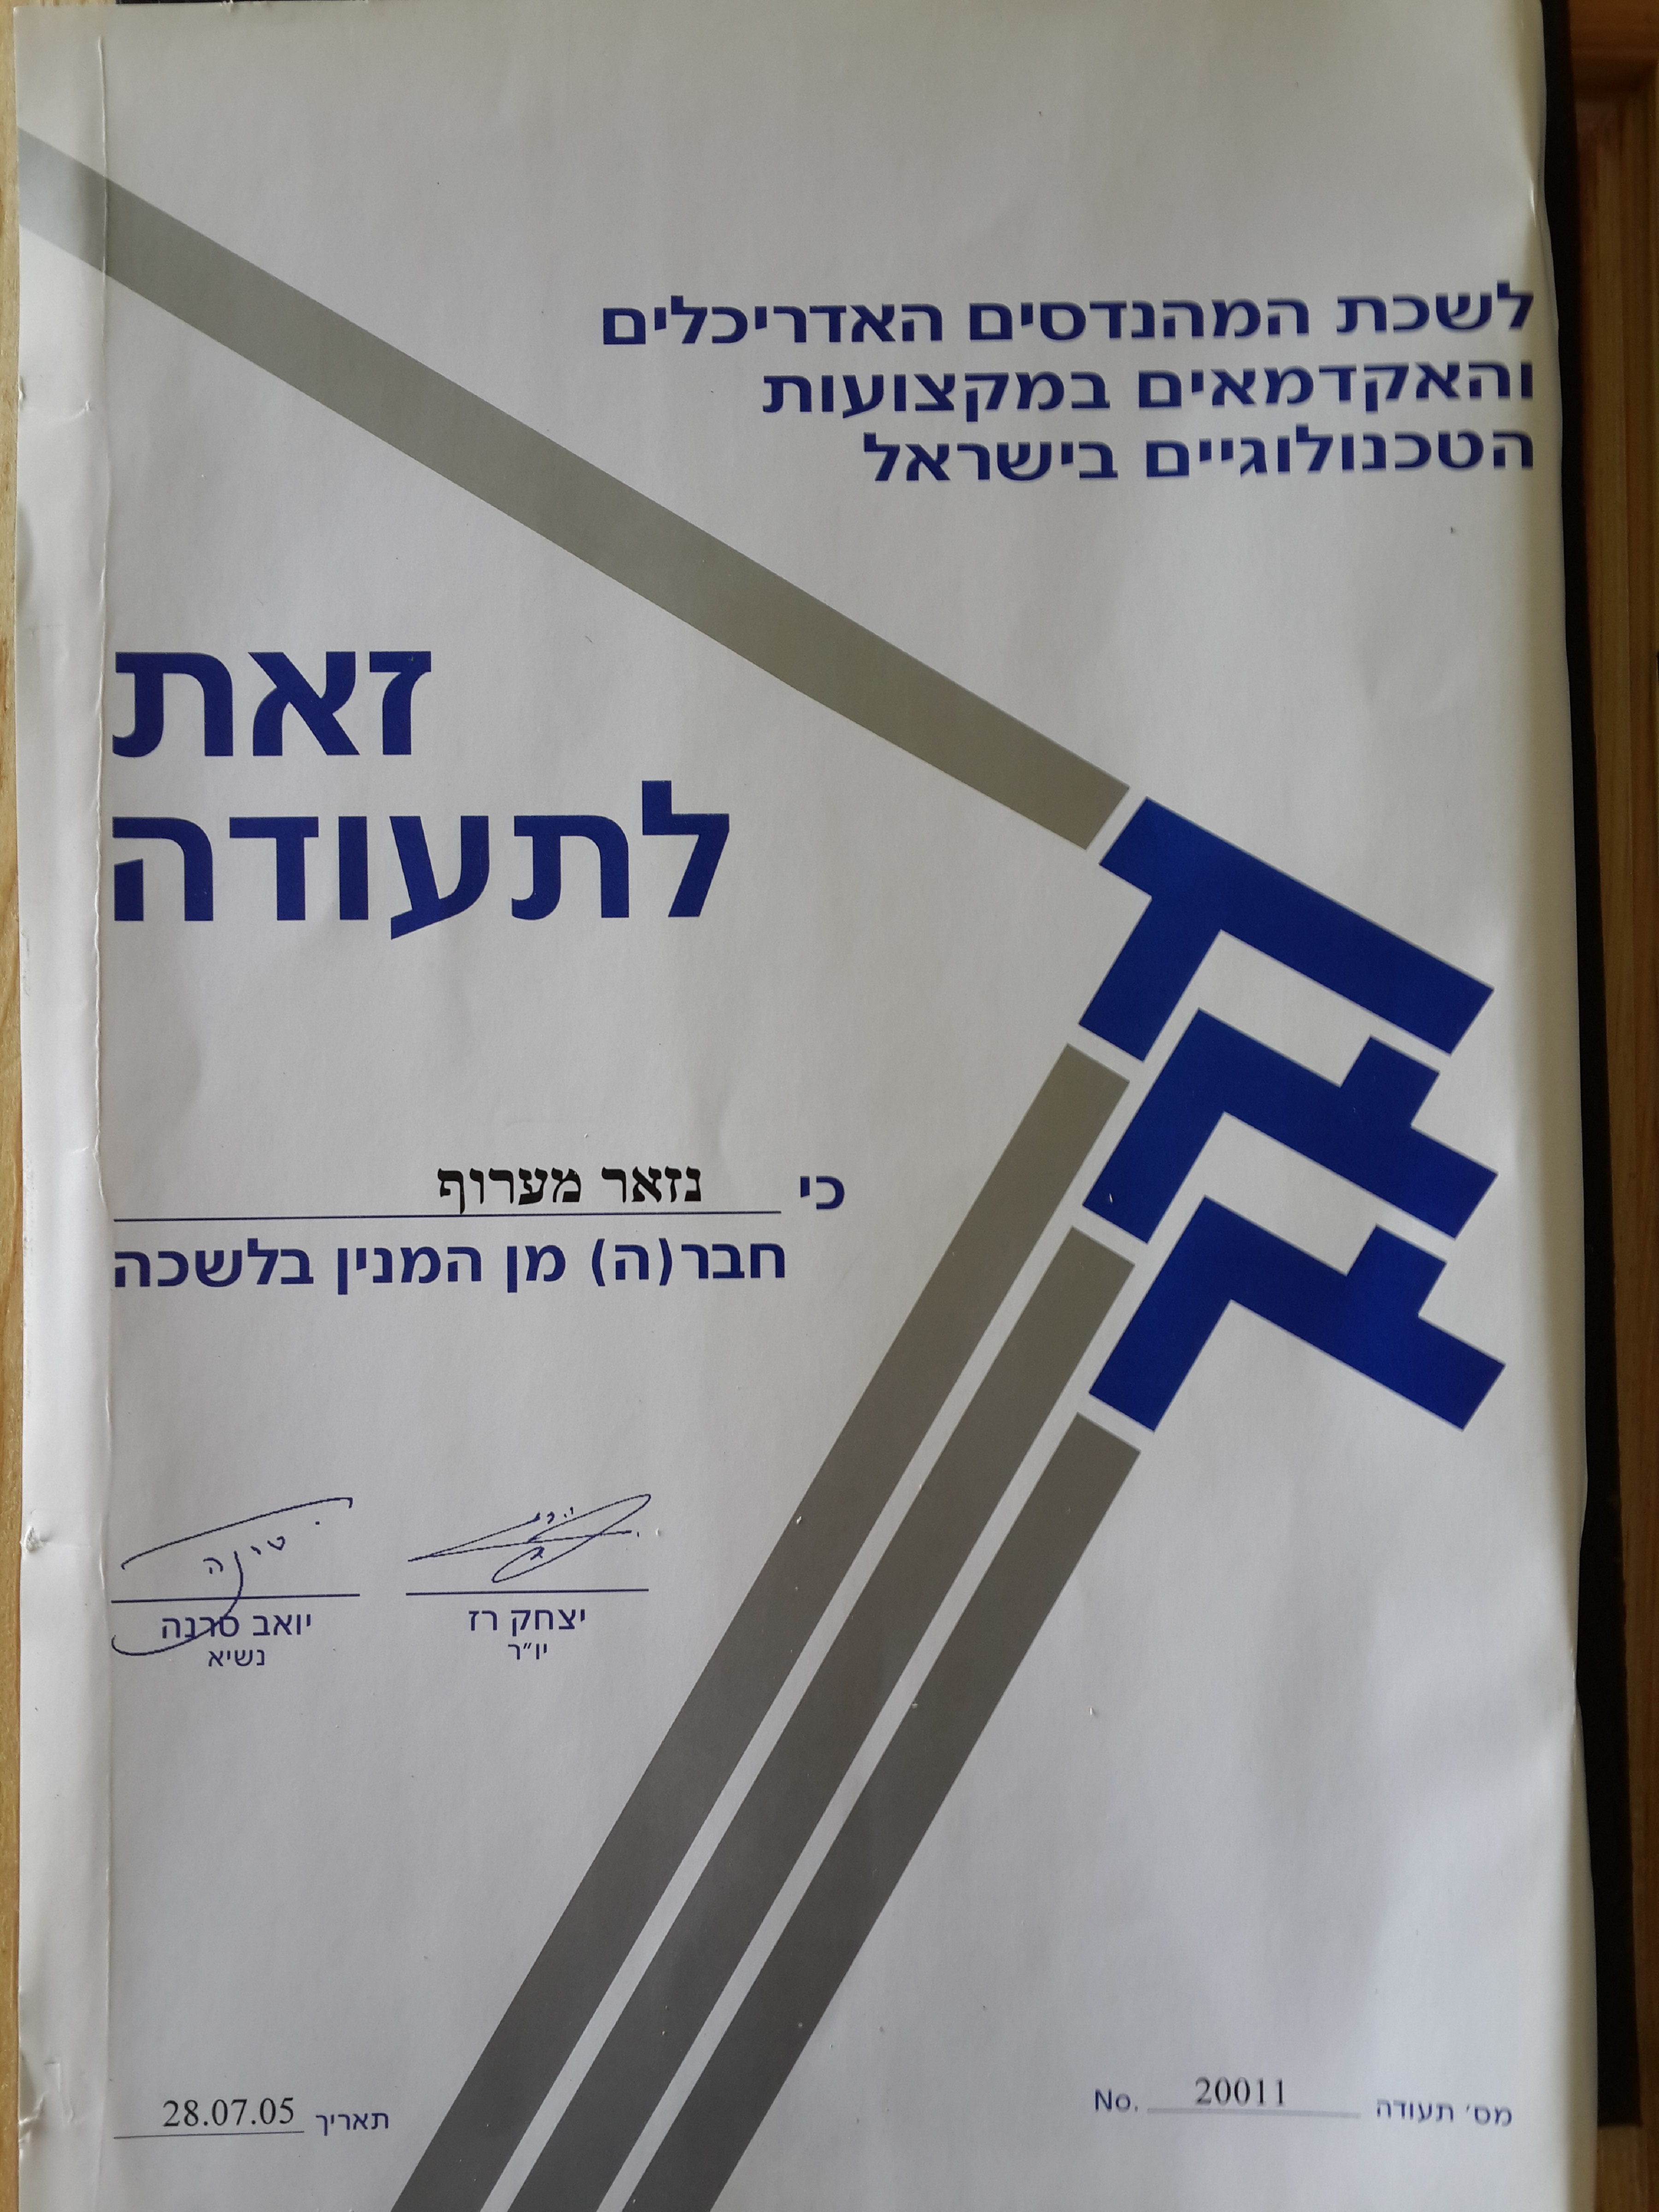 לשכת המהנדסים האדריכלים
והאקדמאים במקצועות
הטכנולוגיים בישראל
זאת
לתעודה
כי נזאר מערוף
חבר(ה) מן המנין בלשכה
יצחק רז
יו״ר
יואב סרנה
נשיא
מס׳ תעודה 20011 No.
תאריך 28.07.05